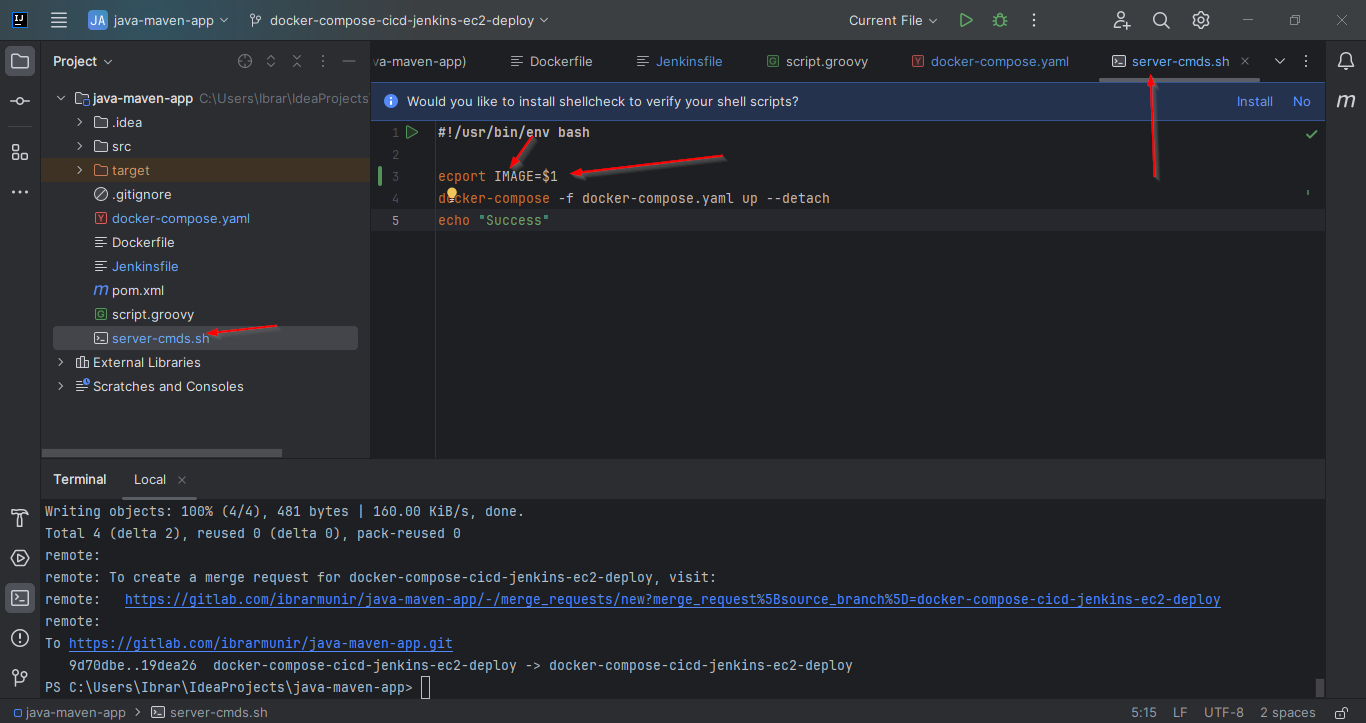 JA java-maven-app docker-compose-cicd-jenkins-ec2-deploy Current File
Project
java-maven-app C:\Users\Ibrar\IdeaProjects
.idea
src
target
.gitignore
docker-compose.yaml
Dockerfile
Jenkinsfile
m pom.xml
script.groovy
server-cmds.sh
External Libraries
Scratches and Consoles
va-maven-app) Dockerfile Jenkinsfile script.groovy docker-compose.yaml server-cmds.sh
Would you like to install shellcheck to verify your shell scripts? Install No
1 #!/usr/bin/env bash
2
3 ecport IMAGE=$1
4 docker-compose -f docker-compose.yaml up --detach
5 echo "Success"
m
Terminal Local
Writing objects: 100% (4/4), 481 bytes | 160.00 KiB/s, done.
Total 4 (delta 2), reused 0 (delta 0), pack-reused 0
remote:
remote: To create a merge request for docker-compose-cicd-jenkins-ec2-deploy, visit:
remote: https://gitlab.com/ibrarmunir/java-maven-app/-/merge_requests/new?merge_request%5Bsource_branch%5D=docker-compose-cicd-jenkins-ec2-deploy
remote:
To https://gitlab.com/ibrarmunir/java-maven-app.git
9d70dbe..19dea26 docker-compose-cicd-jenkins-ec2-deploy -> docker-compose-cicd-jenkins-ec2-deploy
PS C:\Users\Ibrar\IdeaProjects\java-maven-app>
java-maven-app > server-cmds.sh 5:15 LF UTF-8 2 spaces